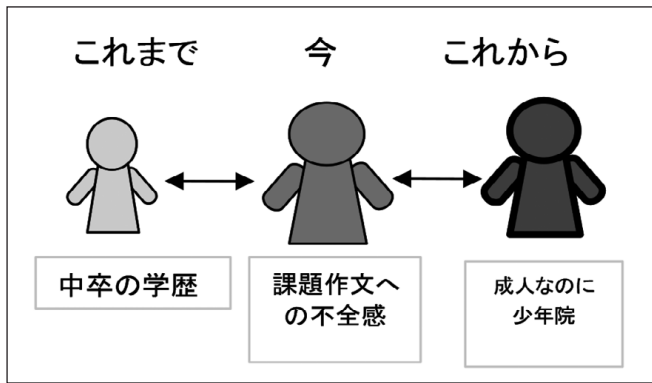 これまで 今 これから
中卒の学歴
課題作文へ
の不全感
成人なのに
少年院